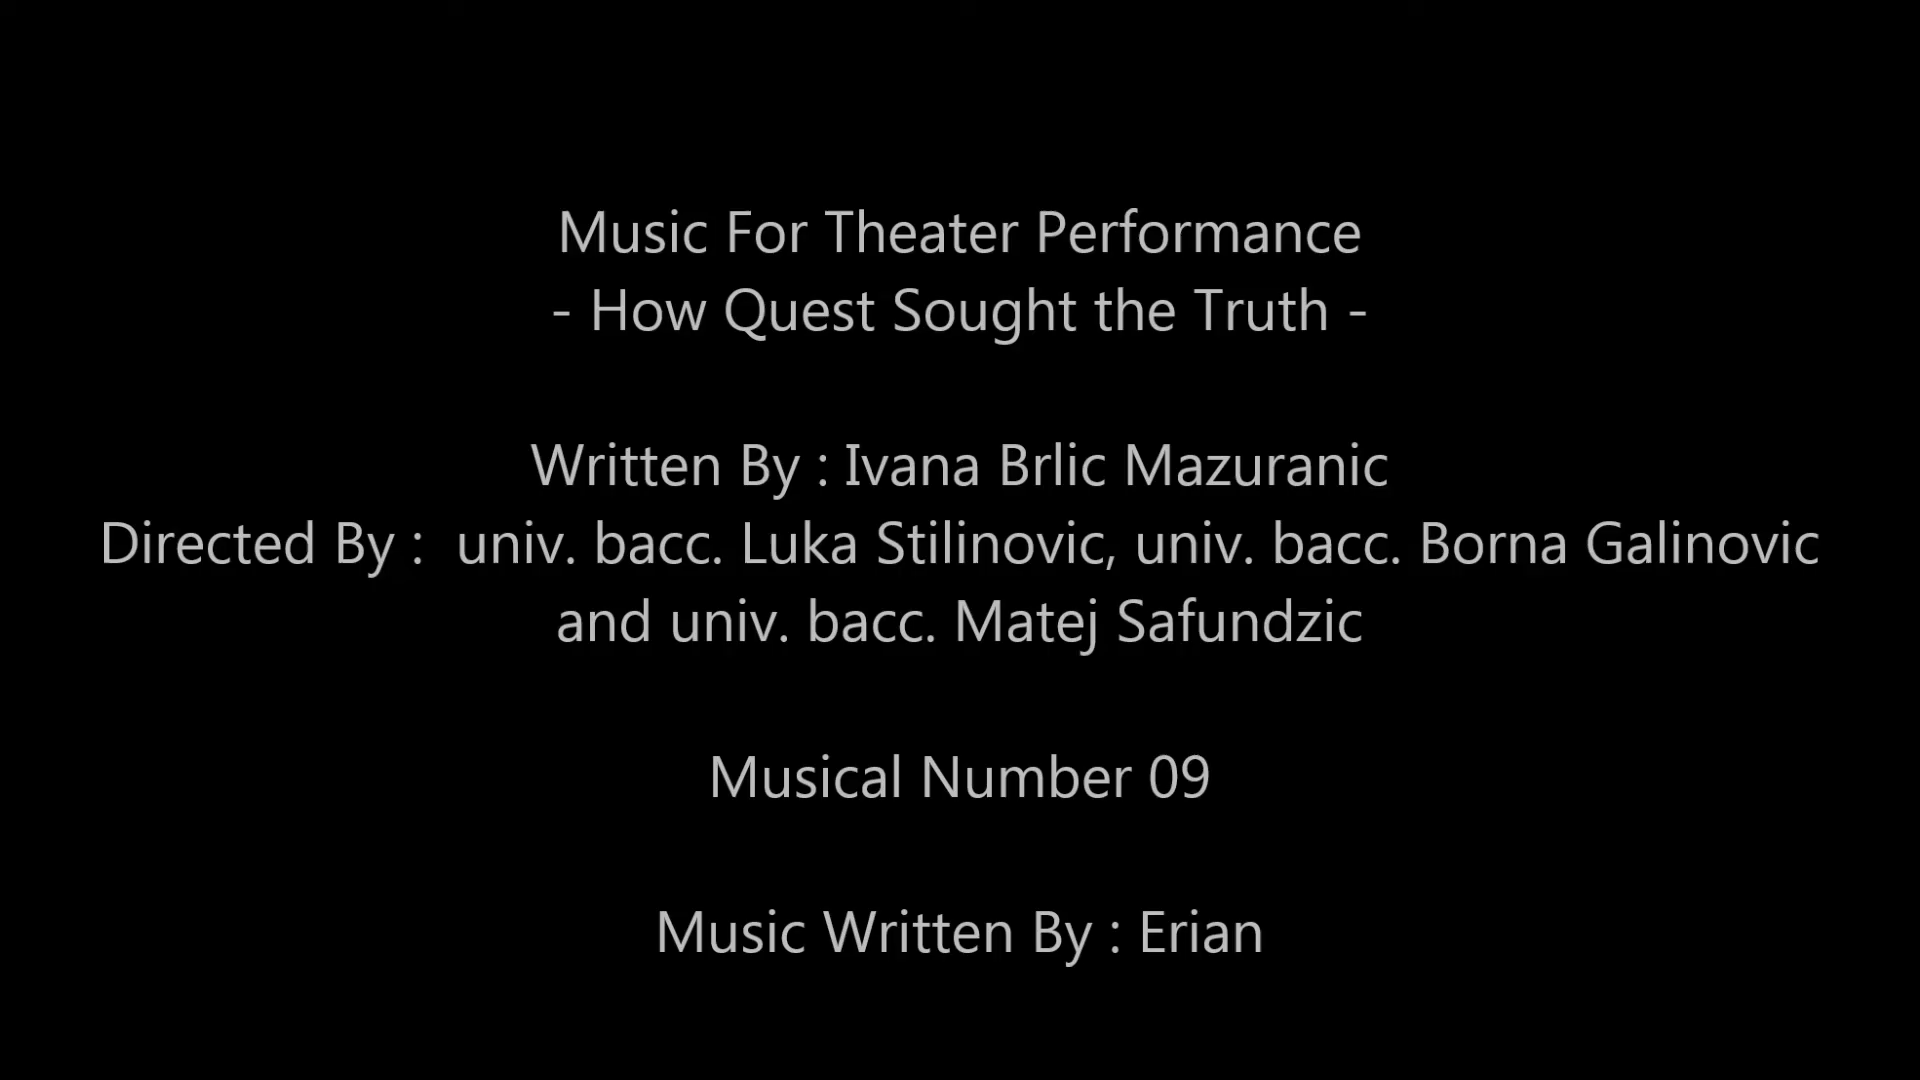 Music For Theater Performance
- How Quest Sought the Truth -
Written By : Ivana Brlic Mazuranic
Directed By :  univ. bacc. Luka Stilinovic, univ. bacc. Borna Galinovic
and univ. bacc. Matej Safundzic
Musical Number 09
Music Written By : Erian